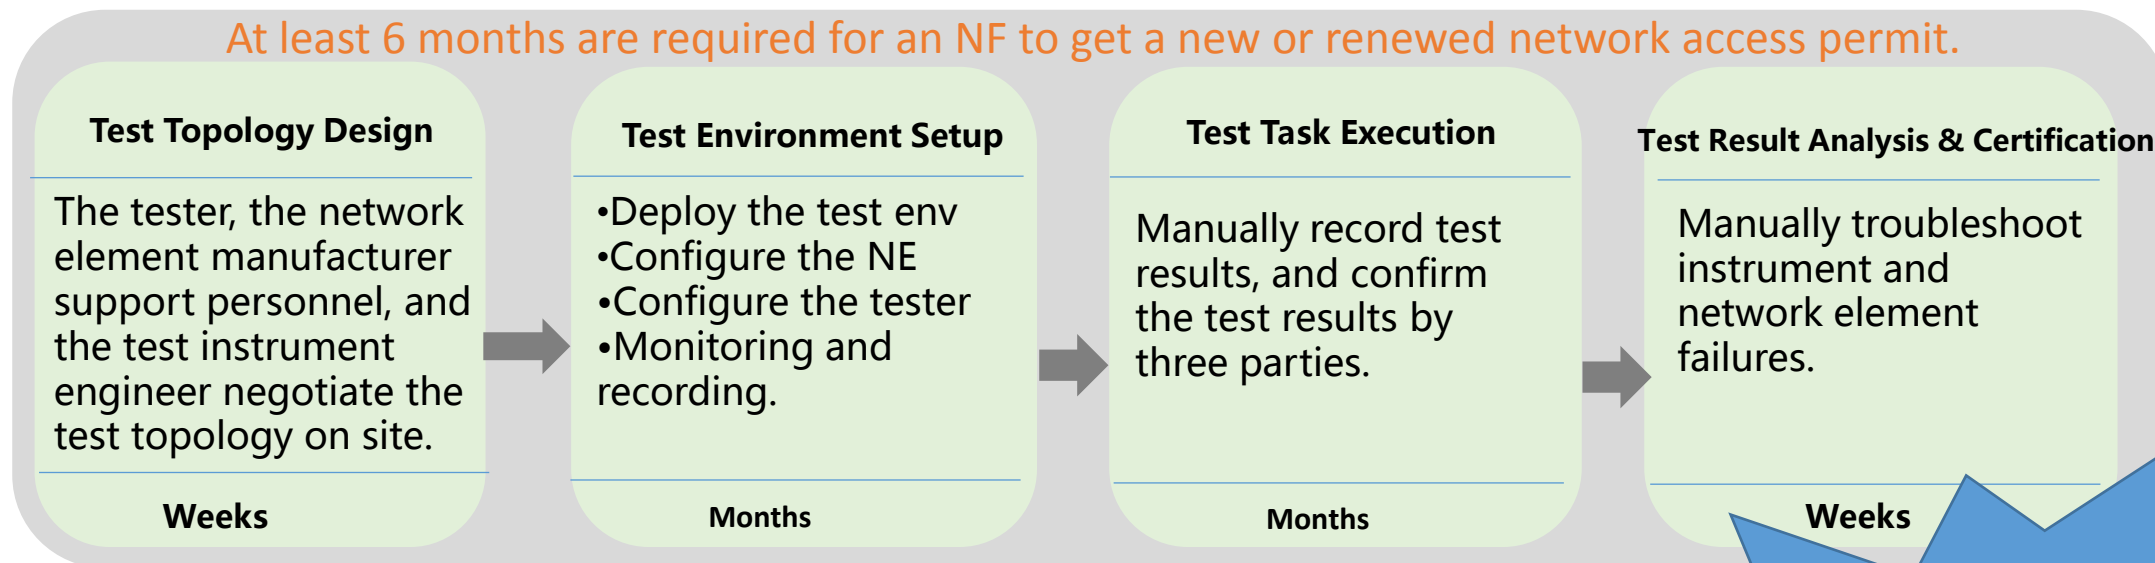 At least 6 months are required for an NF to get a new or renewed network access permit.
Test Topology Design
The tester, the network
element manufacturer
support personnel, and
the test instrument
engineer negotiate the
test topology on site.
Weeks
Test Environment Setup
•Deploy the test env
•Configure the NE
•Configure the tester
•Monitoring and
recording.
Months
Test Task Execution
Manually record test
results, and confirm
the test results by
three parties.
Months
Test Result Analysis & Certification
Manually troubleshoot
instrument and
network element
failures.
Weeks